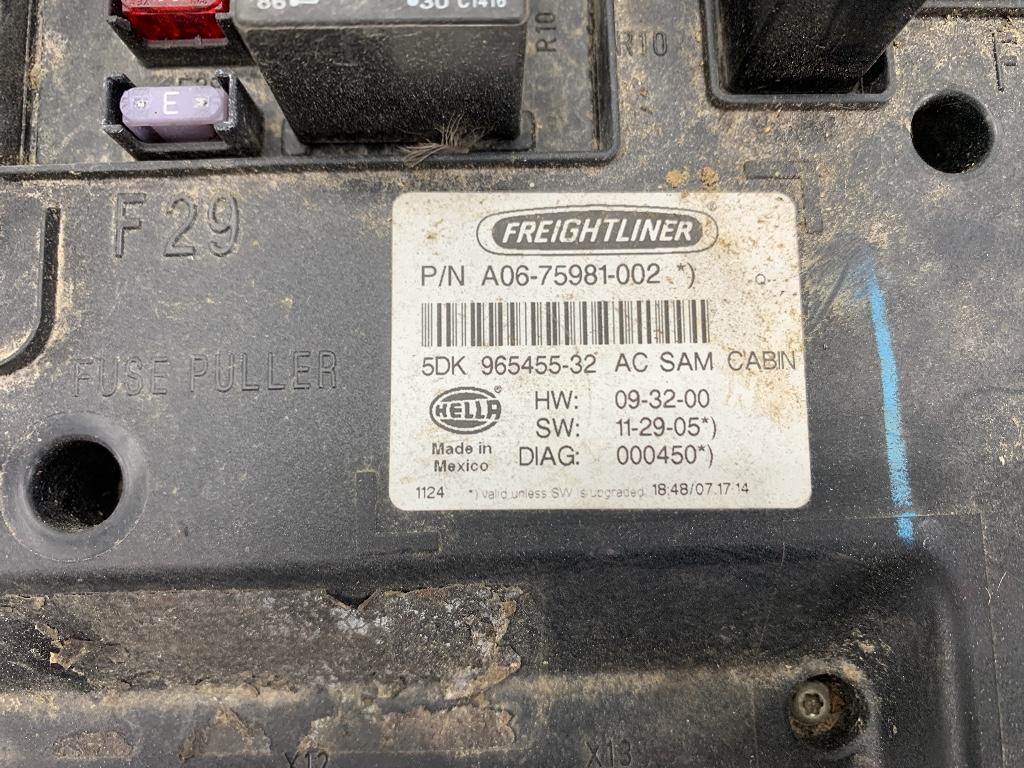 86 30 C1416
R10
R10
F
E
F29
FUSE PULLER
FREIGHTLINER®
P/N A06-75981-002 *)
-Q-
5DK 965455-32 AC SAM CABIN
HELLA®
HW: 09-32-00
SW: 11-29-05*)
Made in
Mexico
DIAG: 000450*)
1124 *) valid unless SW is upgraded. 18:48/07.17.14
X12
X13